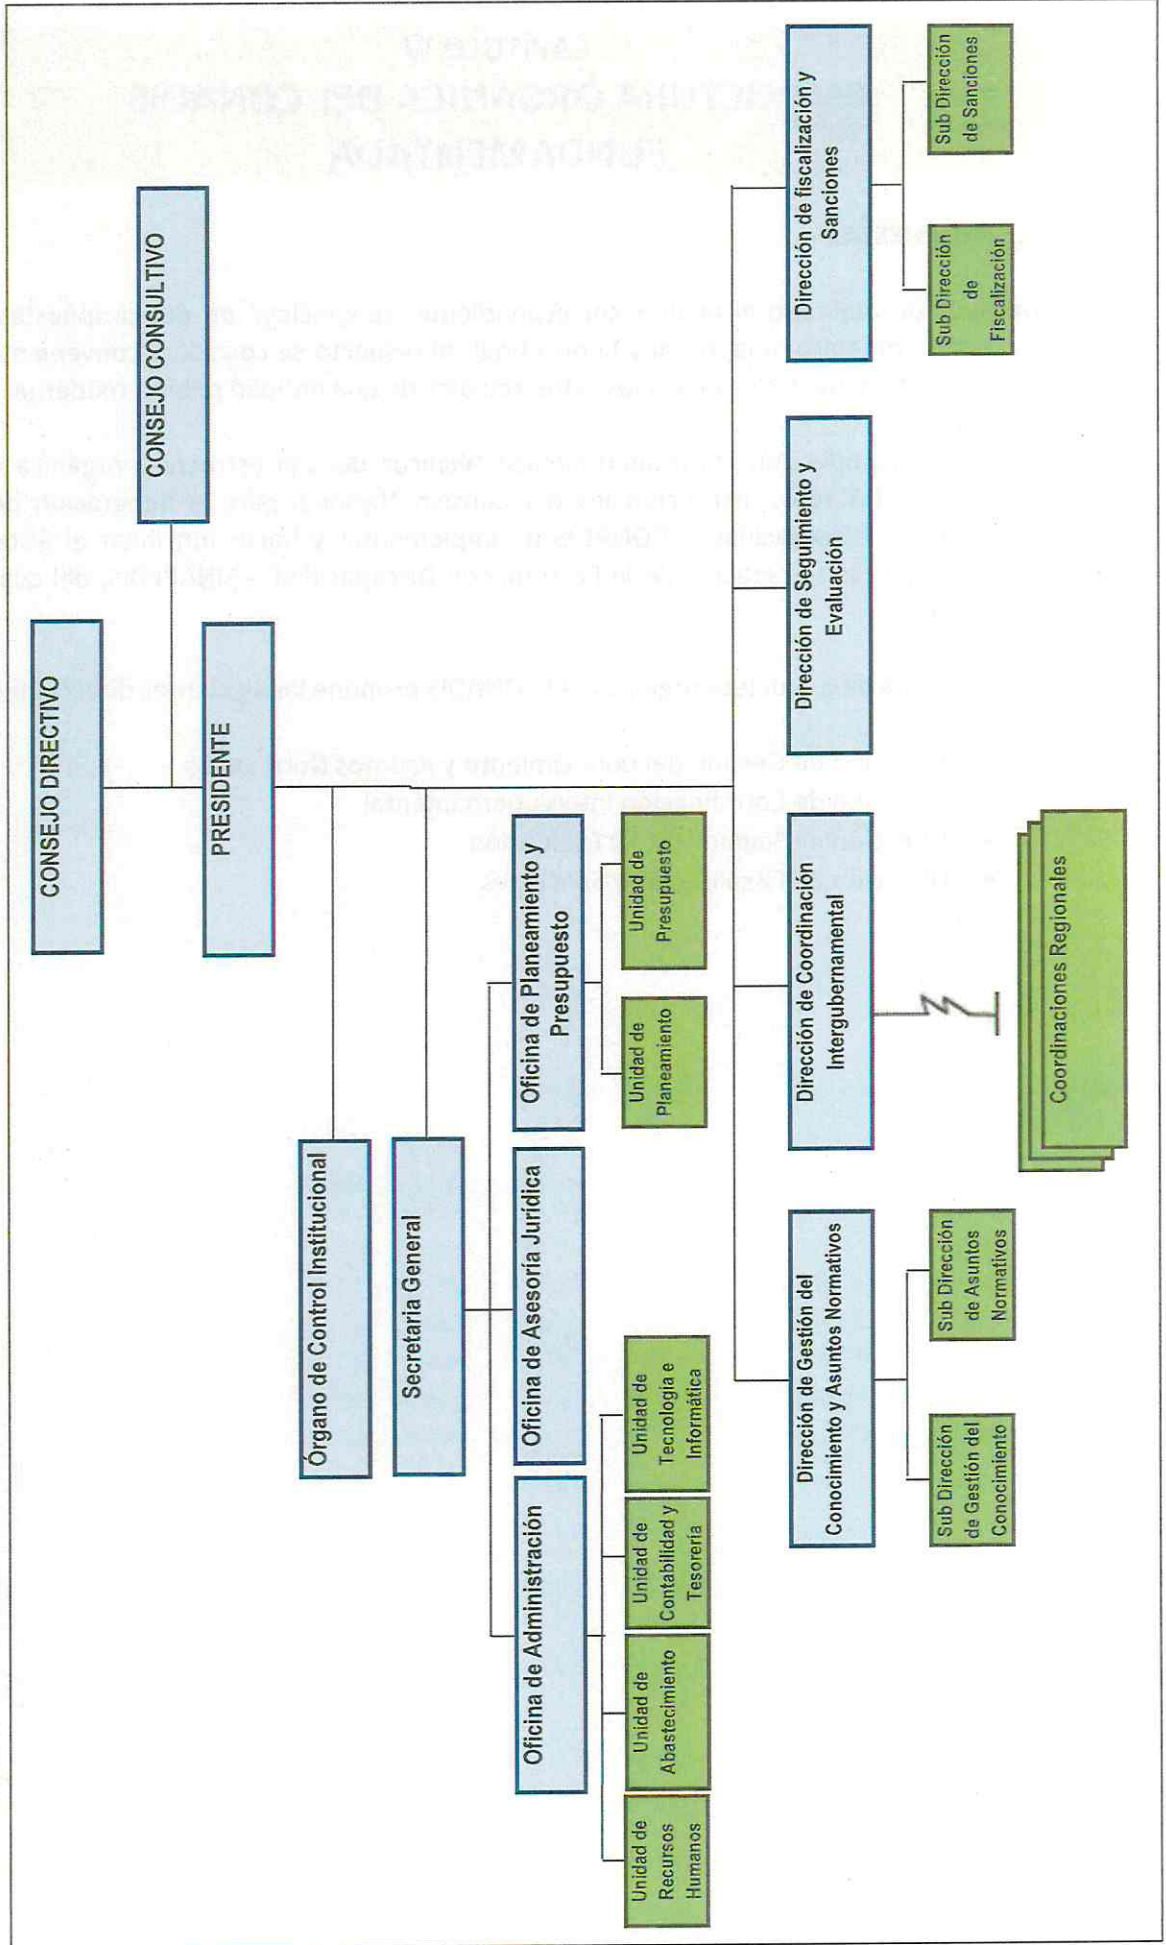 CONSEJO DIRECTIVO
CONSEJO CONSULTIVO
PRESIDENTE
Órgano de Control Institucional
Secretaria General
Oficina de Administración
Oficina de Asesoría Jurídica
Oficina de Planeamiento y
Presupuesto
Unidad de
Recursos
Humanos
Unidad de
Abastecimiento
Unidad de
Contabilidad y
Tesorería
Unidad de
Tecnologia e
Informática
Unidad de
Planeamiento
Unidad de
Presupuesto
Dirección de Gestión del
Conocimiento y Asuntos Normativos
Dirección de Coordinación
Intergubernamental
Dirección de Seguimiento y
Evaluación
Dirección de fiscalización y
Sanciones
Sub Dirección
de Gestión del
Conocimiento
Sub Dirección
de Asuntos
Normativos
Coordinaciones Regionales
Sub Dirección
de
Fiscalización
Sub Dirección
de Sanciones